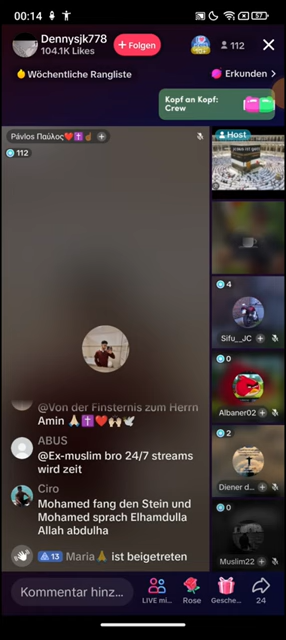 00:14
57
Dennysjk778
104.1K Likes
+ Folgen
112
Wöchentliche Rangliste
Erkunden >
Kopf an Kopf:
Crew
Pávlos Παύλος❤️✝️☝🏾 +
112
Host
4
Sifu__JC +
0
Albaner02 +
2
Diener d... +
0
Muslim22 +
@Von der Finsternis zum Herrn
Amin 🙏🏼✝️❤️🙌🏻🕊️
ABUS
@Ex-muslim bro 24/7 streams
wird zeit
Ciro
Mohamed fang den Stein und
Mohamed sprach Elhamdulla
Allah abdulha
13 Maria🙏 ist beigetreten
Kommentar hinz...
LIVE mi...
Rose
Gesche...
24